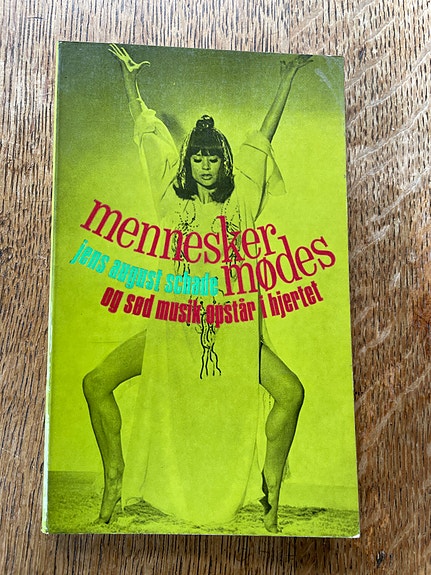 mennesker
mødes
jens august schade
og sød musik opstår i hjertet